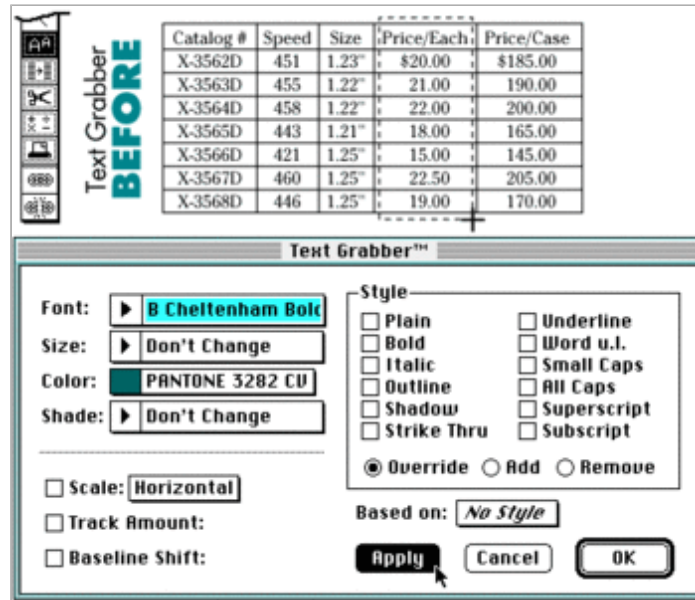 AA
Text Grabber
BEFORE
Catalog # Speed Size Price/Each Price/Case
X-3562D 451 1.23" $20.00 $185.00
X-3563D 455 1.22" 21.00 190.00
X-3564D 458 1.22" 22.00 200.00
X-3565D 443 1.21" 18.00 165.00
X-3566D 421 1.25" 15.00 145.00
X-3567D 460 1.25" 22.50 205.00
X-3568D 446 1.25" 19.00 170.00
Text Grabber™
Font: B Cheltenham Bold
Size: Don't Change
Color: PANTONE 3282 CV
Shade: Don't Change
Scale: Horizontal
Track Amount:
Baseline Shift:
Style
Plain Underline
Bold Word u.l.
Italic Small Caps
Outline All Caps
Shadow Superscript
Strike Thru Subscript
Override Add Remove
Based on: No Style
Apply Cancel OK